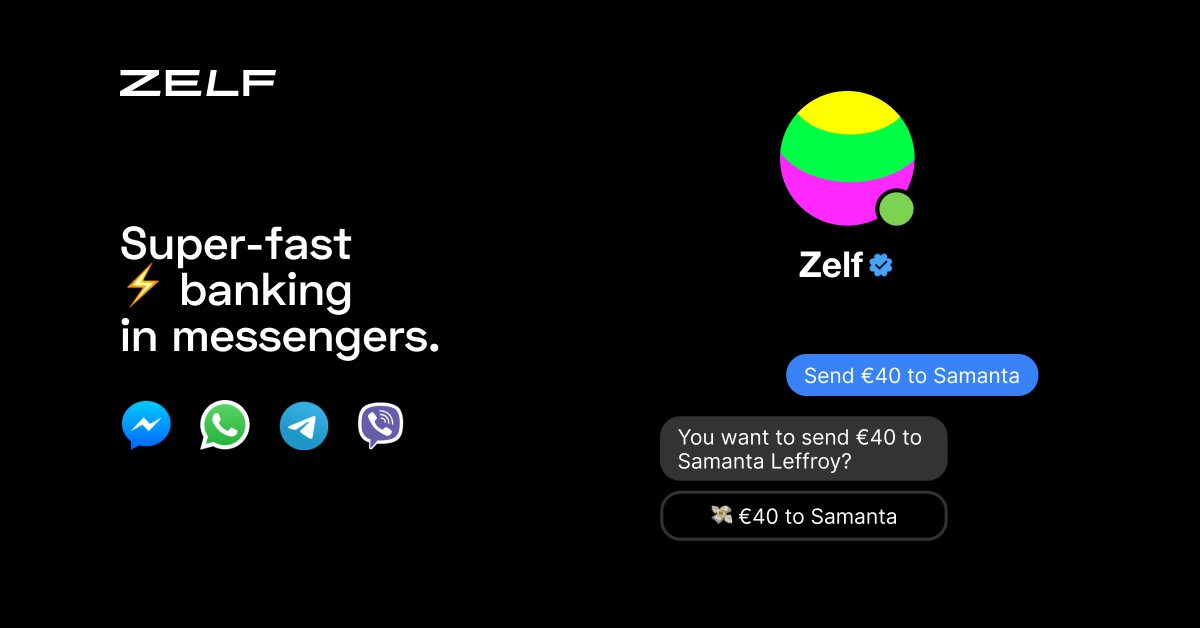 ZELF
Super-fast
⚡ banking
in messengers.
Zelf
Send €40 to Samanta
You want to send €40 to
Samanta Leffroy?
💸 €40 to Samanta